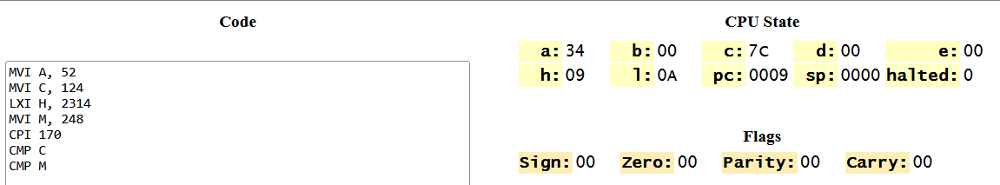 Code
MVI A, 52
MVI C, 124
LXI H, 2314
MVI M, 248
CPI 170
CMP C
CMP M
CPU State
a: 34 b: 00 c: 7C d: 00 e: 00
h: 09 l: 0A pc: 0009 sp: 0000 halted: 0
Flags
Sign: 00 Zero: 00 Parity: 00 Carry: 00